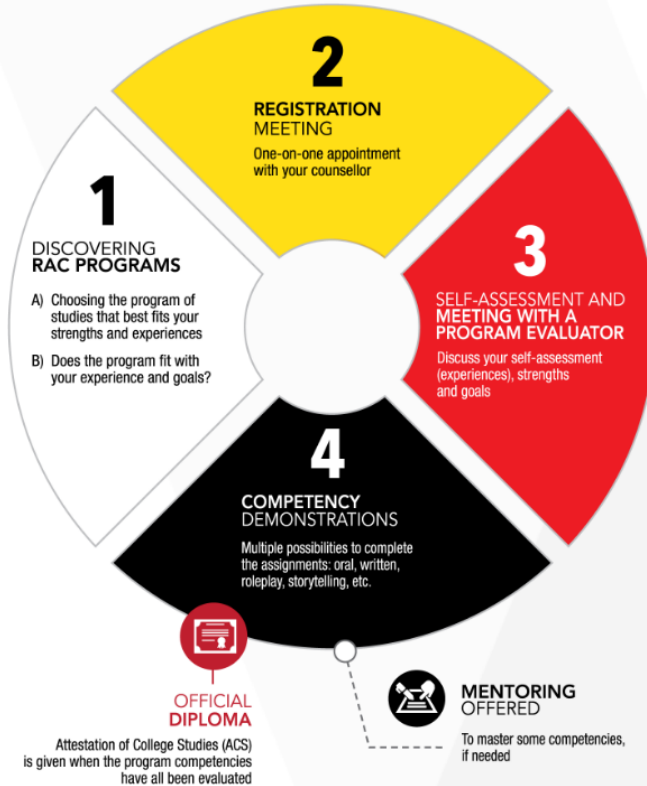 1
DISCOVERING
RAC PROGRAMS
A) Choosing the program of
studies that best fits your
strengths and experiences
B) Does the program fit with
your experience and goals?
2
REGISTRATION
MEETING
One-on-one appointment
with your counsellor
3
SELF-ASSESSMENT AND
MEETING WITH A
PROGRAM EVALUATOR
Discuss your self-assessment
(experiences), strengths
and goals
4
COMPETENCY
DEMONSTRATIONS
Multiple possibilities to complete
the assignments: oral, written,
roleplay, storytelling, etc.
OFFICIAL
DIPLOMA
Attestation of College Studies (ACS)
is given when the program competencies
have all been evaluated
MENTORING
OFFERED
To master some competencies,
if needed